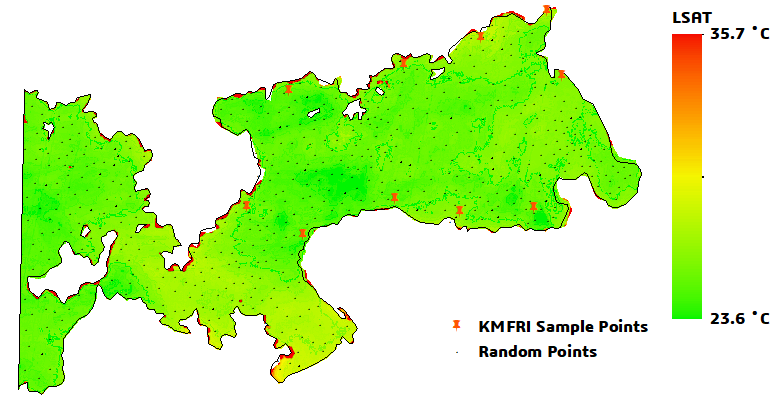 LSAT
35.7 °C
23.6 °C
KMFRI Sample Points
Random Points